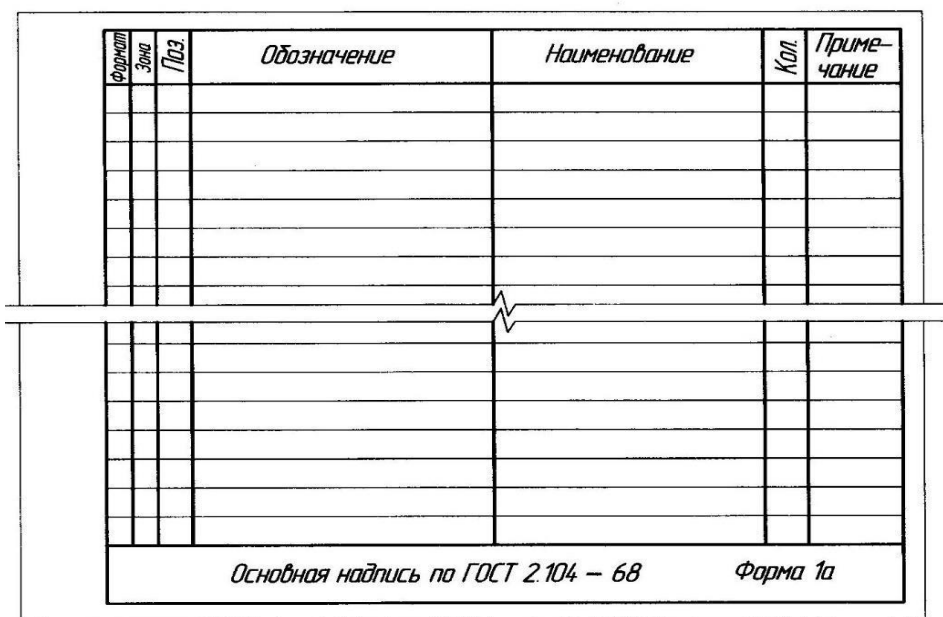 Формат
Зона
Поз.
Обозначение
Наименование
Кол.
Приме-
чание
Основная надпись по ГОСТ 2.104 – 68
Форма 1а